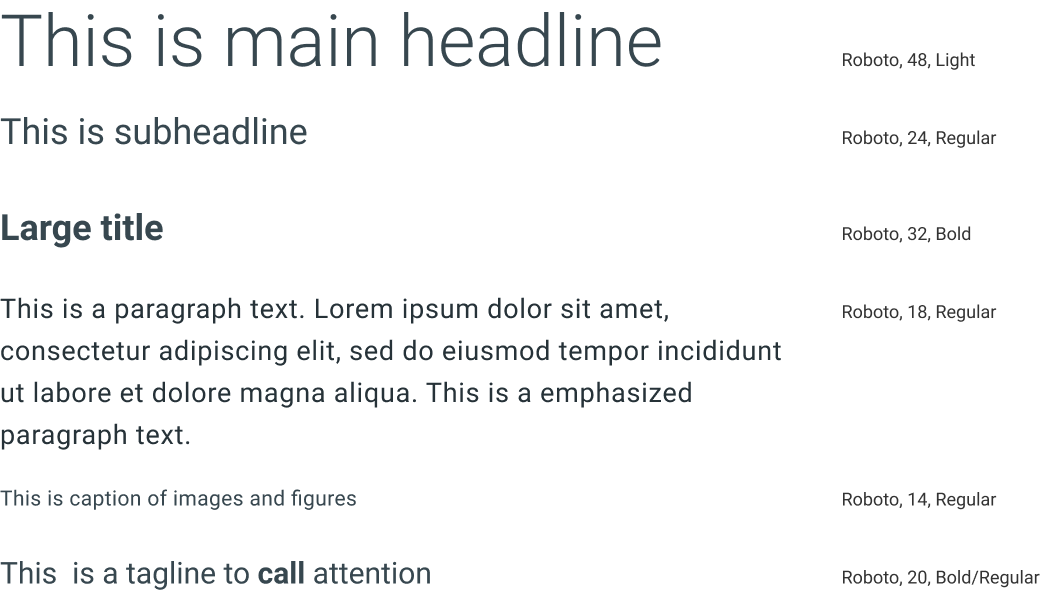 This is main headline
Roboto, 48, Light
This is subheadline
Roboto, 24, Regular
Large title
Roboto, 32, Bold
This is a paragraph text. Lorem ipsum dolor sit amet,
Roboto, 18, Regular
consectetur adipiscing elit, sed do eiusmod tempor incididunt
ut labore et dolore magna aliqua. This is a emphasized
paragraph text.
This is caption of images and figures
Roboto, 14, Regular
This  is a tagline to call attention
Roboto, 20, Bold/Regular